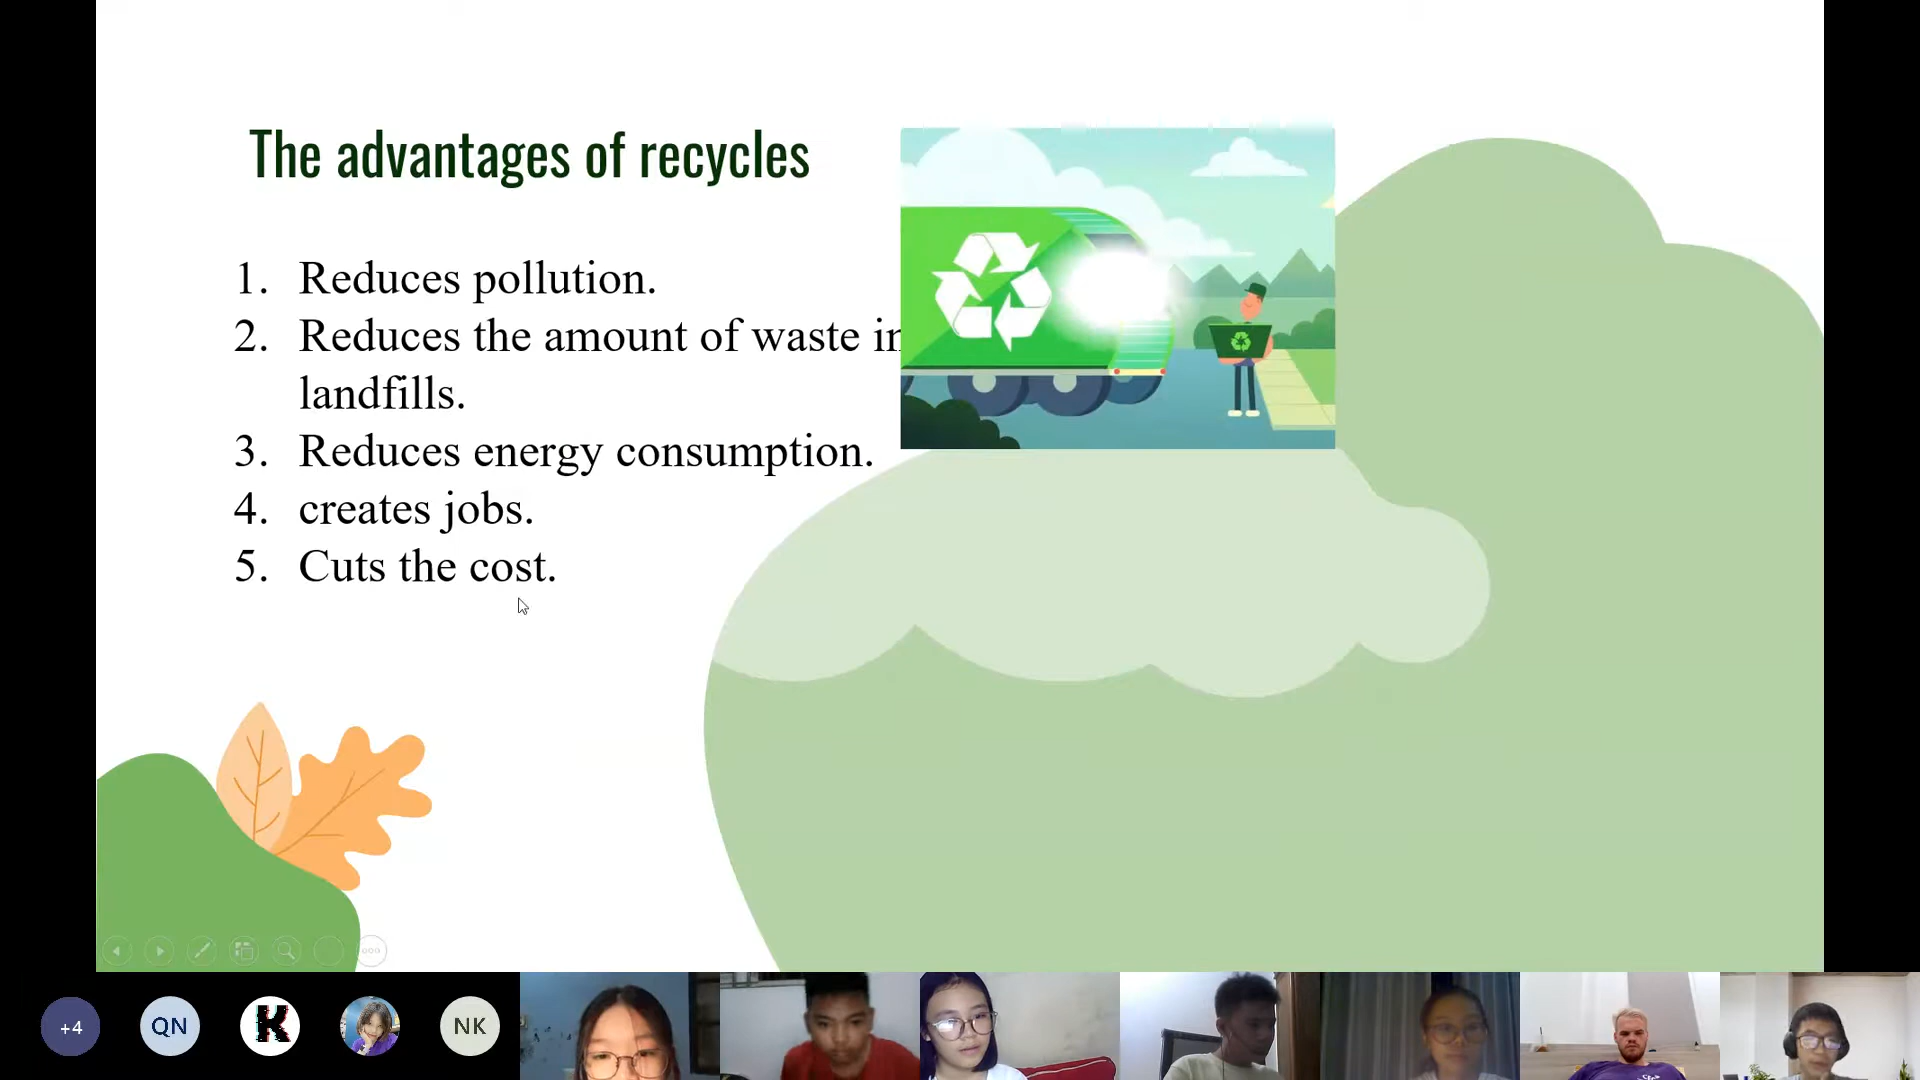 The advantages of recycles
1. Reduces pollution.
2. Reduces the amount of waste in
landfills.
3. Reduces energy consumption.
4. creates jobs.
5. Cuts the cost.
+4
QN
K
NK